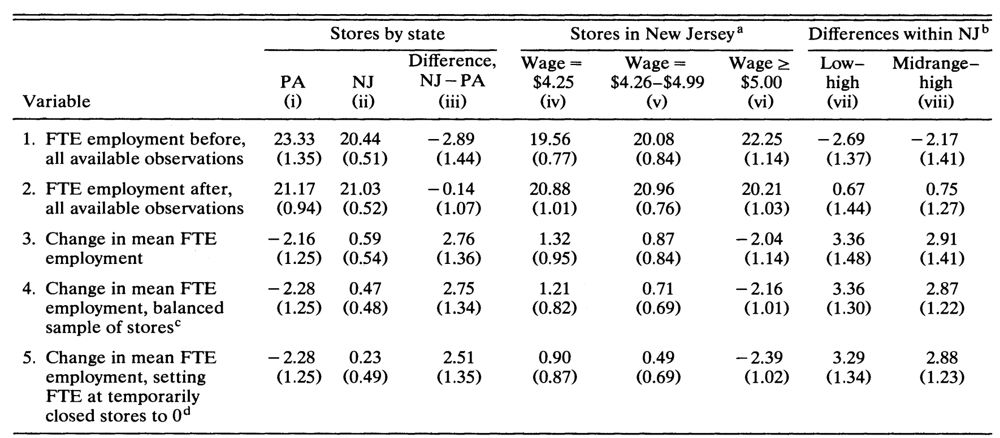 Stores by state Stores in New Jerseyᵃ Differences within NJᵇ
Difference, Wage = Wage = Wage ≥ Low– Midrange–
PA NJ NJ − PA $4.25 $4.26–$4.99 $5.00 high high
Variable (i) (ii) (iii) (iv) (v) (vi) (vii) (viii)
1. FTE employment before, 23.33 20.44 −2.89 19.56 20.08 22.25 −2.69 −2.17
all available observations (1.35) (0.51) (1.44) (0.77) (0.84) (1.14) (1.37) (1.41)
2. FTE employment after, 21.17 21.03 −0.14 20.88 20.96 20.21 0.67 0.75
all available observations (0.94) (0.52) (1.07) (1.01) (0.76) (1.03) (1.44) (1.27)
3. Change in mean FTE −2.16 0.59 2.76 1.32 0.87 −2.04 3.36 2.91
employment (1.25) (0.54) (1.36) (0.95) (0.84) (1.14) (1.48) (1.41)
4. Change in mean FTE −2.28 0.47 2.75 1.21 0.71 −2.16 3.36 2.87
employment, balanced (1.25) (0.48) (1.34) (0.82) (0.69) (1.01) (1.30) (1.22)
sample of storesᶜ
5. Change in mean FTE −2.28 0.23 2.51 0.90 0.49 −2.39 3.29 2.88
employment, setting (1.25) (0.49) (1.35) (0.87) (0.69) (1.02) (1.34) (1.23)
FTE at temporarily
closed stores to 0ᵈ